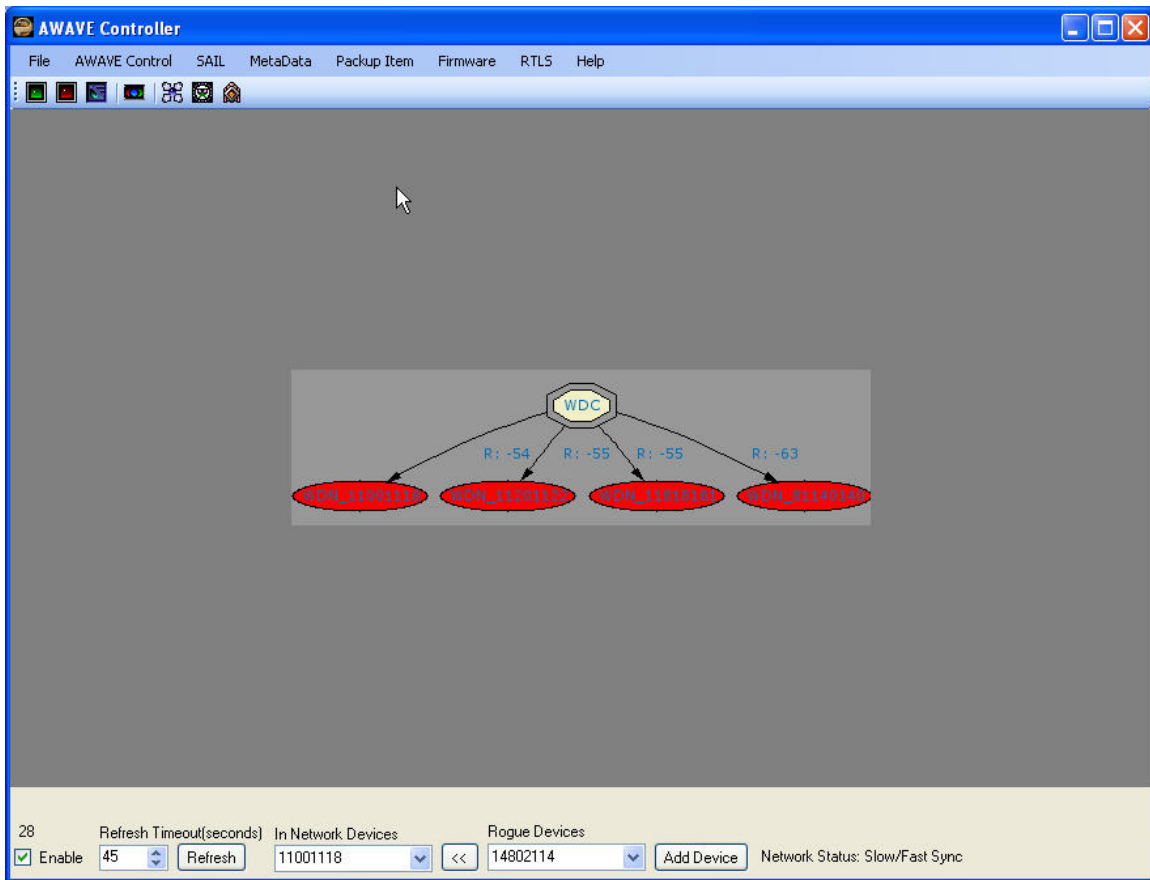 AWAVE Controller
File AWAVE Control SAIL MetaData Packup Item Firmware RTLS Help
WDC
R: -54 R: -55 R: -55 R: -63
WDN_11001118
28 Refresh Timeout(seconds) In Network Devices Rogue Devices
Enable 45 Refresh 11001118 << 14802114 Add Device Network Status: Slow/Fast Sync